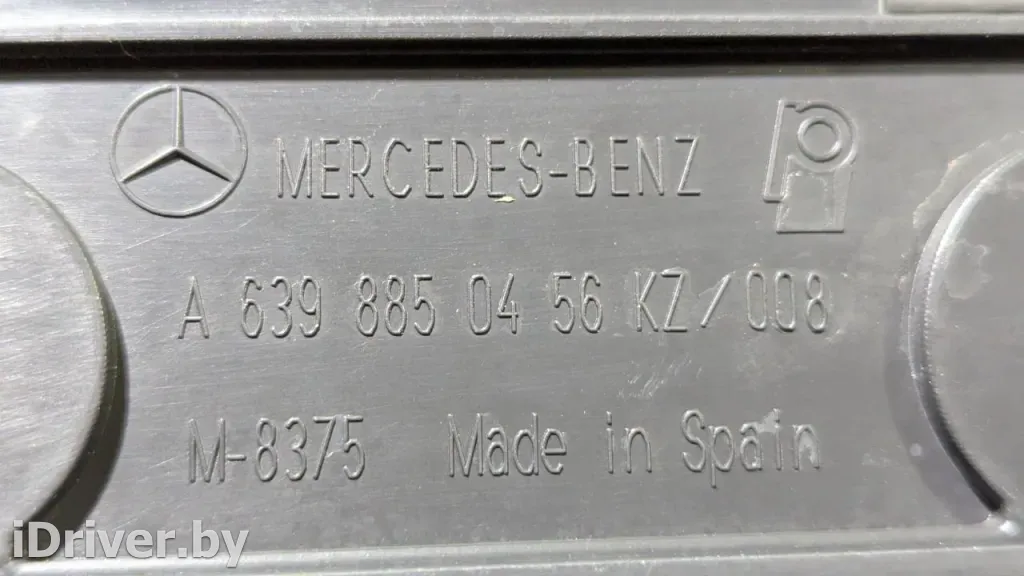 MERCEDES-BENZ
A 639 885 04 56 KZ/008
M-8375 Made in Spain
iDriver.by